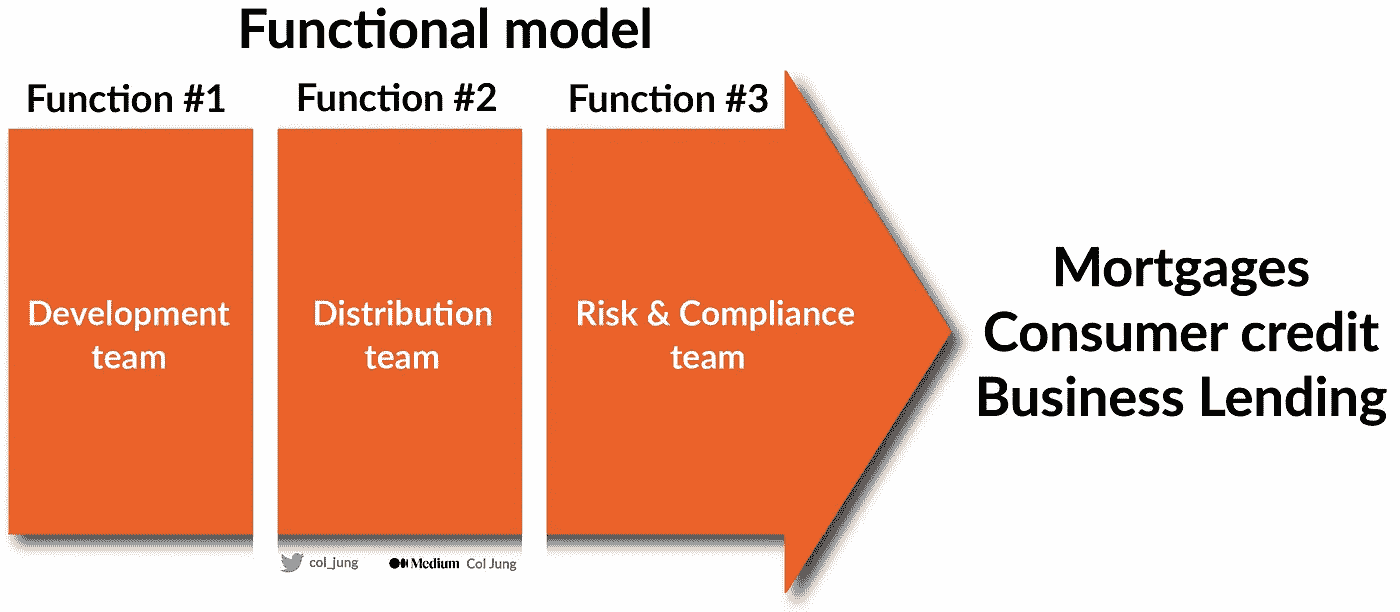 Functional model
Function #1
Function #2
Function #3
Development
team
Distribution
team
Risk & Compliance
team
Mortgages
Consumer credit
Business Lending
col_jung
Medium Col Jung